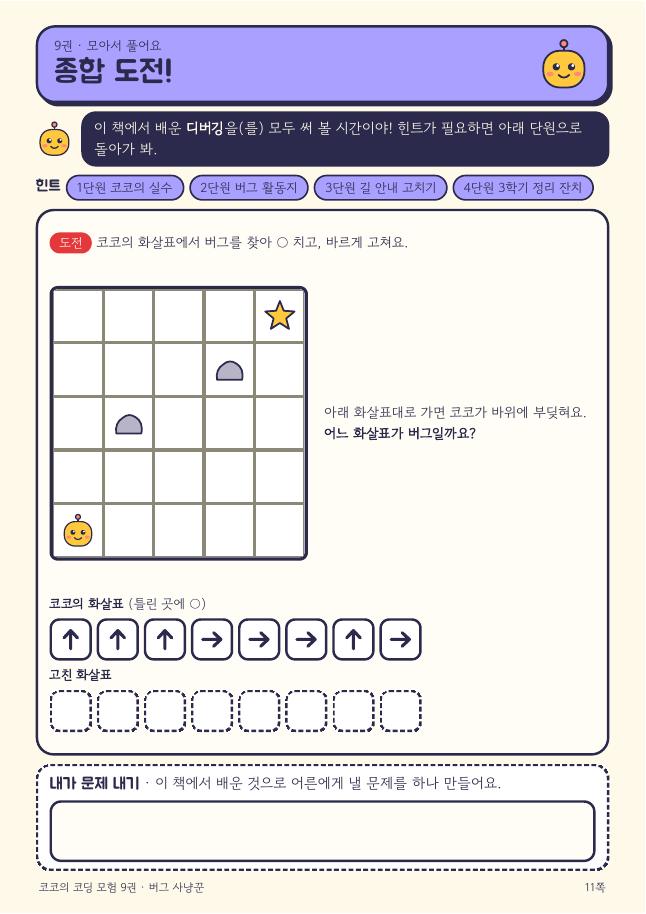 9권 · 모아서 풀어요
종합 도전!
이 책에서 배운 디버깅을(를) 모두 써 볼 시간이야! 힌트가 필요하면 아래 단원으로
돌아가 봐.
힌트 1단원 코코의 실수 2단원 버그 활동지 3단원 길 안내 고치기 4단원 3학기 정리 잔치
도전 코코의 화살표에서 버그를 찾아 ○ 치고, 바르게 고쳐요.
아래 화살표대로 가면 코코가 바위에 부딪혀요.
어느 화살표가 버그일까요?
코코의 화살표 (틀린 곳에 ○)
↑ ↑ ↑ → → → ↑ →
고친 화살표
내가 문제 내기 · 이 책에서 배운 것으로 어른에게 낼 문제를 하나 만들어요.
코코의 코딩 모험 9권 · 버그 사냥꾼
11쪽